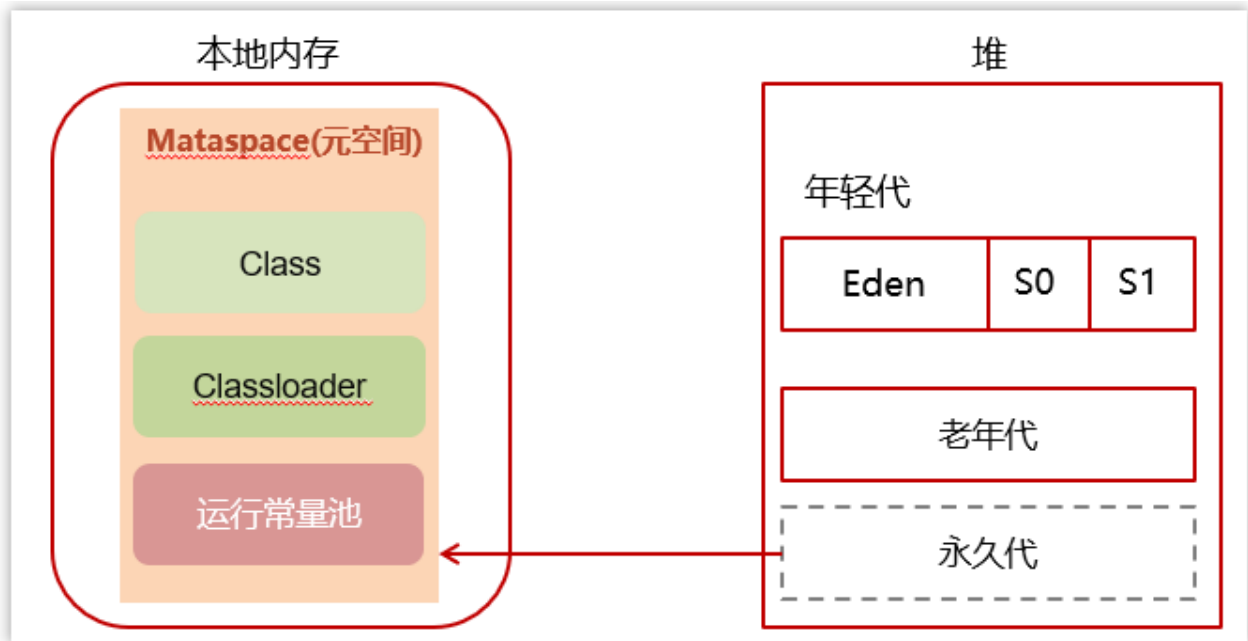 本地内存
Mataspace(元空间)
Class
Classloader
运行常量池
堆
年轻代
Eden
S0
S1
老年代
永久代